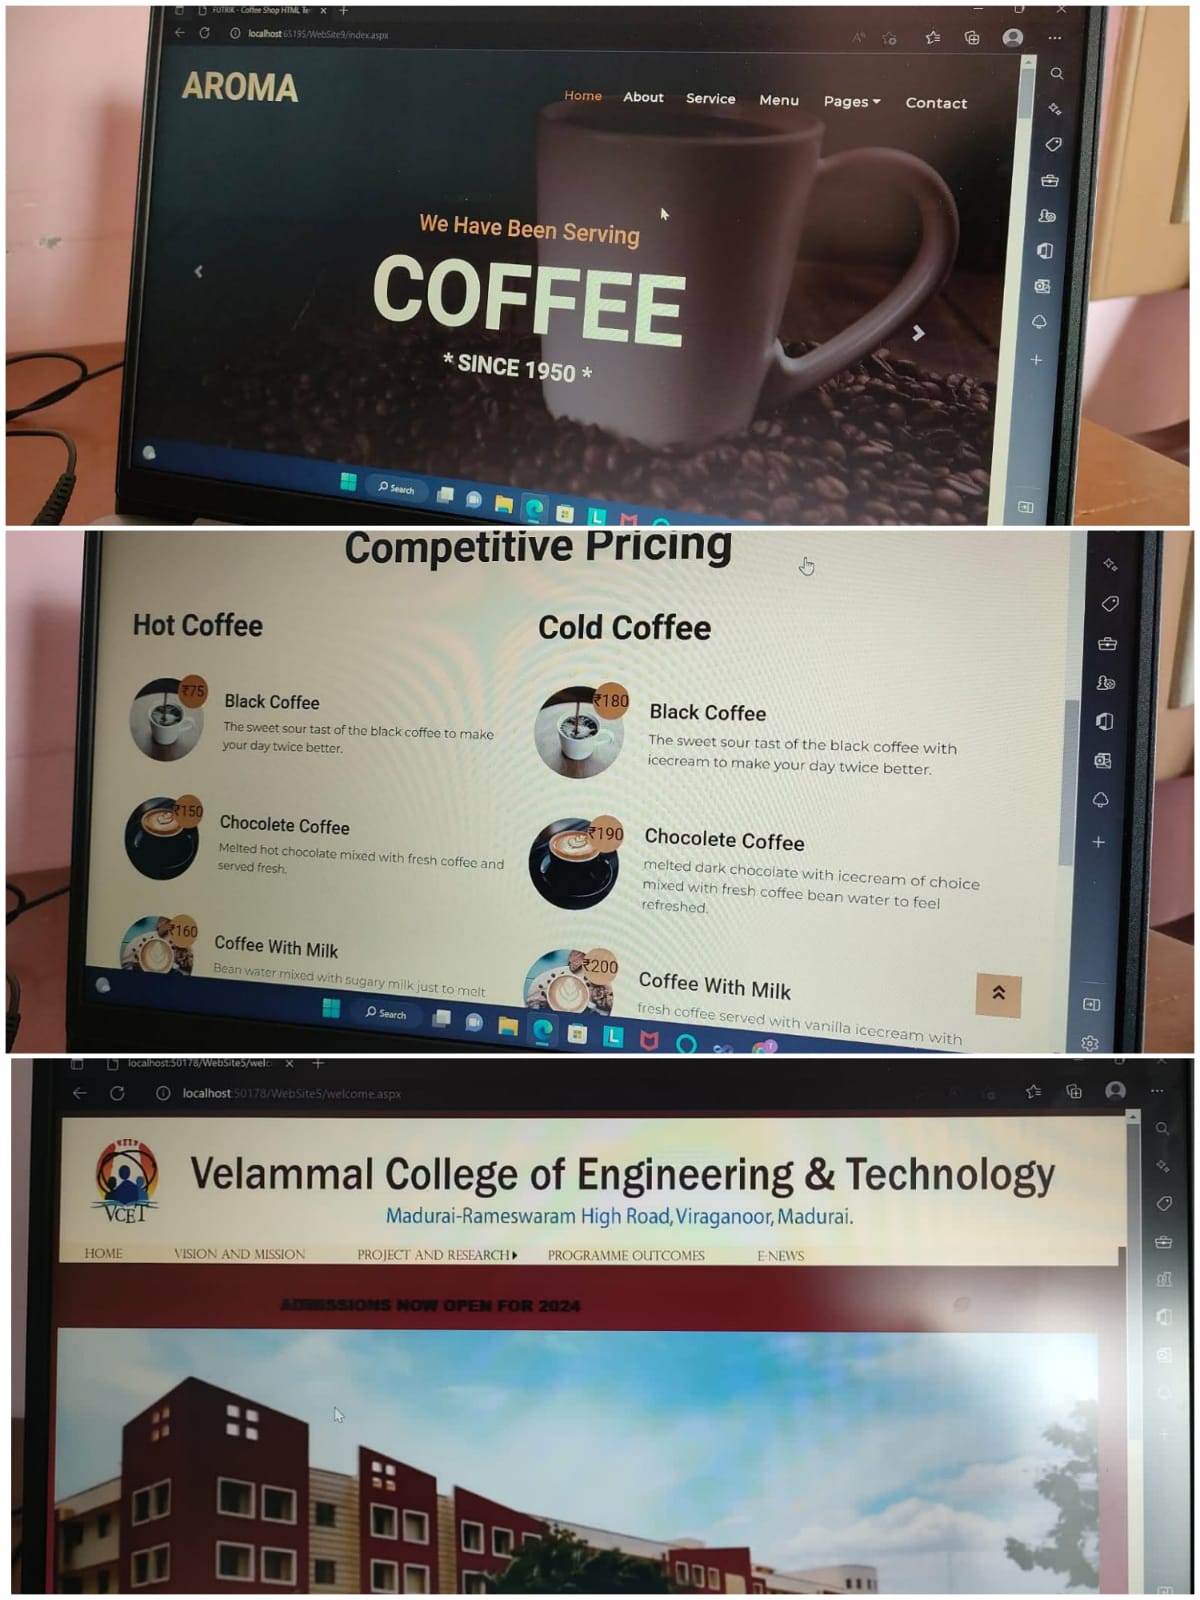 FUTRIK - Coffee Shop HTML Te
localhost:65195/WebSite9/index.aspx
AROMA
Home About Service Menu Pages Contact
We Have Been Serving
COFFEE
* SINCE 1950 *
Search
Competitive Pricing
Hot Coffee
₹75
Black Coffee
The sweet sour tast of the black coffee to make
your day twice better.
₹150
Chocolete Coffee
Melted hot chocolate mixed with fresh coffee and
served fresh.
₹160
Coffee With Milk
Bean water mixed with sugary milk just to melt
Cold Coffee
₹180
Black Coffee
The sweet sour tast of the black coffee with
icecream to make your day twice better.
₹190
Chocolete Coffee
melted dark chocolate with icecream of choice
mixed with fresh coffee bean water to feel
refreshed.
₹200
Coffee With Milk
fresh coffee served with vanilla icecream with
Search
localhost:50178/WebSite5/welc
localhost:50178/WebSite5/welcome.aspx
VCET
Velammal College of Engineering & Technology
Madurai-Rameswaram High Road, Viraganoor, Madurai.
HOME VISION AND MISSION PROJECT AND RESEARCH PROGRAMME OUTCOMES E-NEWS
ADMISSIONS NOW OPEN FOR 2024